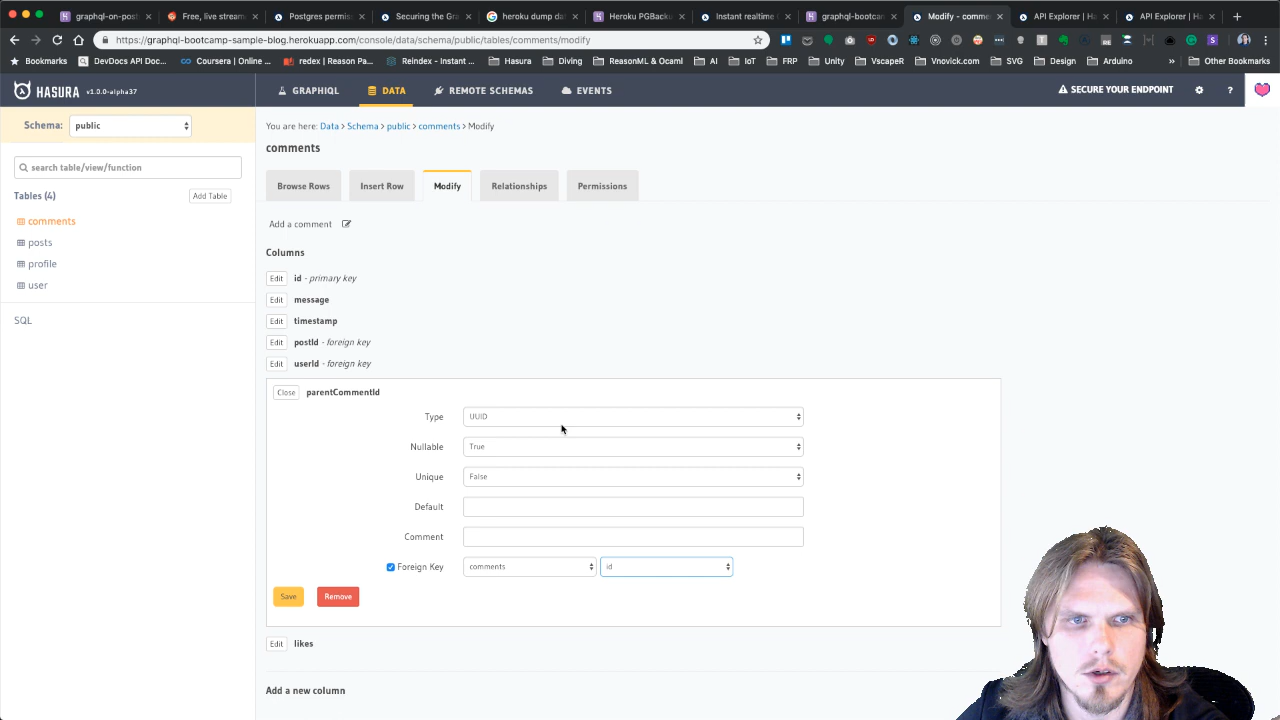 graphql-on-post
Free, live stream
Postgres
Securing the Gr
heroku dump da
Heroku PGBacku
Instant realtime
graphql-bootca
Modify - comme
API Explorer | Ha
API Explorer | Ha
https://graphql-bootcamp-sample-blog.herokuapp.com/console/data/schema/public/tables/comments/modify
Bookmarks
DevDocs API Doc...
Coursera | Online ...
redex | Reason Pa...
Reindex - Instant ...
Hasura
Diving
ReasonML & Ocaml
AI
IoT
FRP
Unity
VscapeR
Vnovick.com
SVG
Design
Arduino
»
Other Bookmarks
HASURA v1.0.0-alpha37
GRAPHIQL
DATA
REMOTE SCHEMAS
EVENTS
SECURE YOUR ENDPOINT
?
Schema: public
You are here: Data > Schema > public > comments > Modify
comments
search table/view/function
Browse Rows
Insert Row
Modify
Relationships
Permissions
Tables (4)
Add Table
comments
posts
profile
user
SQL
Add a comment
Columns
Edit id - primary key
Edit message
Edit timestamp
Edit postId - foreign key
Edit userId - foreign key
Close parentCommentId
Type UUID
Nullable True
Unique False
Default
Comment
Foreign Key comments id
Save Remove
Edit likes
Add a new column